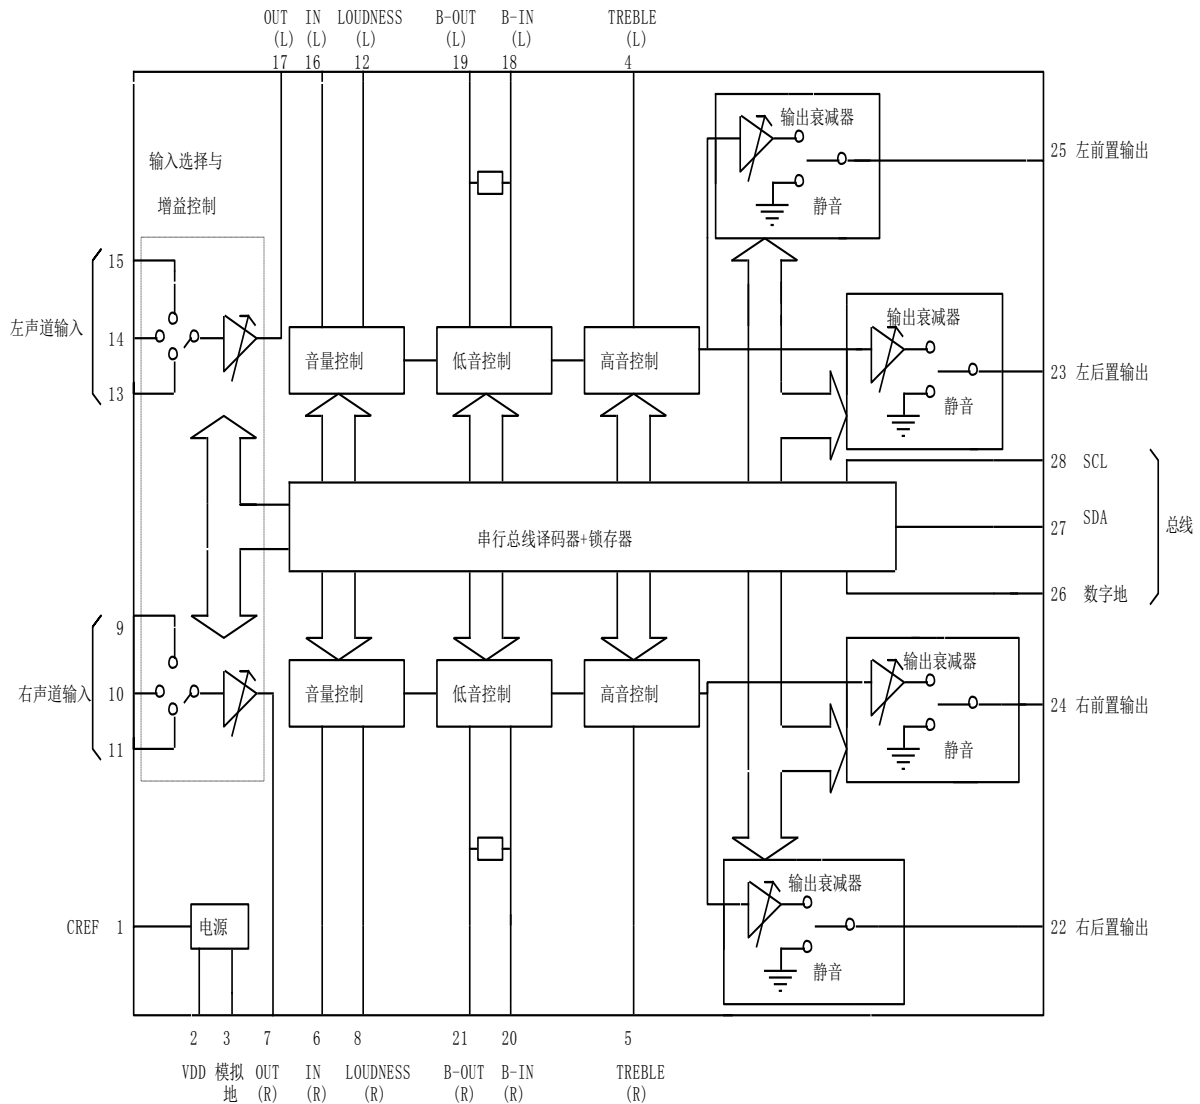 OUT IN LOUDNESS B-OUT B-IN TREBLE
(L) (L) (L) (L) (L) (L)
17 16 12 19 18 4
输出衰减器
25 左前置输出
输入选择与
静音
增益控制
15
输出衰减器
左声道输入 14
音量控制 低音控制 高音控制
23 左后置输出
13
静音
28 SCL
SDA
27
总线
串行总线译码器+锁存器
26 数字地
9
输出衰减器
右声道输入 10
音量控制 低音控制 高音控制
24 右前置输出
11
静音
输出衰减器
CREF 1 电源
22 右后置输出
静音
2 3 7 6 8 21 20 5
VDD 模拟 OUT IN LOUDNESS B-OUT B-IN TREBLE
地 (R) (R) (R) (R) (R) (R)